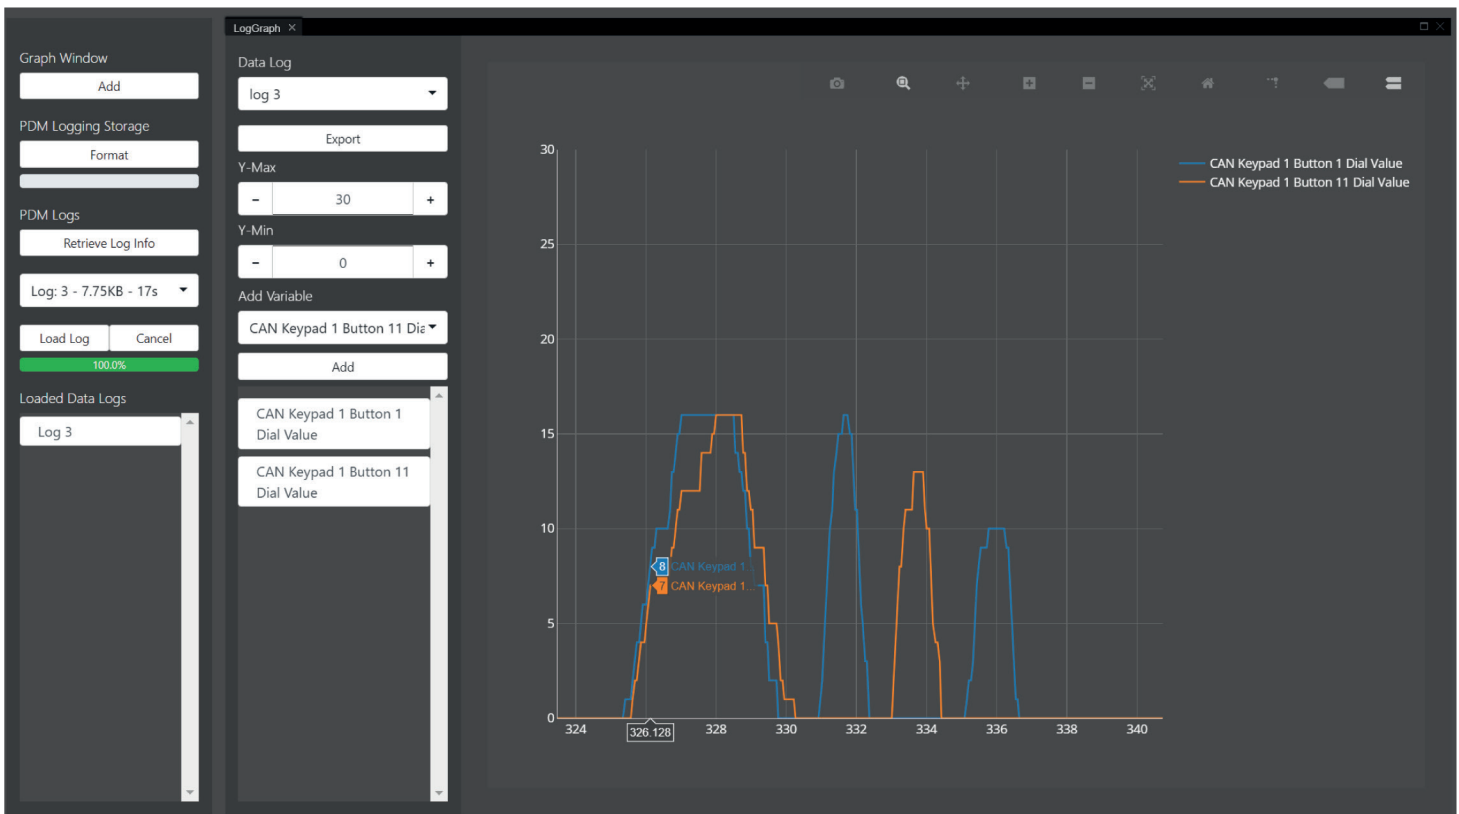 LogGraph ×
Graph Window
Add
PDM Logging Storage
Format
PDM Logs
Retrieve Log Info
Log: 3 - 7.75KB - 17s
Load Log Cancel
100.0%
Loaded Data Logs
Log 3
Data Log
log 3
Export
Y-Max
- 30 +
Y-Min
- 0 +
Add Variable
CAN Keypad 1 Button 11 Dia
Add
CAN Keypad 1 Button 1
Dial Value
CAN Keypad 1 Button 11
Dial Value
CAN Keypad 1 Button 1 Dial Value
CAN Keypad 1 Button 11 Dial Value
30
25
20
15
10
5
0
8 CAN Keypad 1...
7 CAN Keypad 1...
324 326.128 328 330 332 334 336 338 340